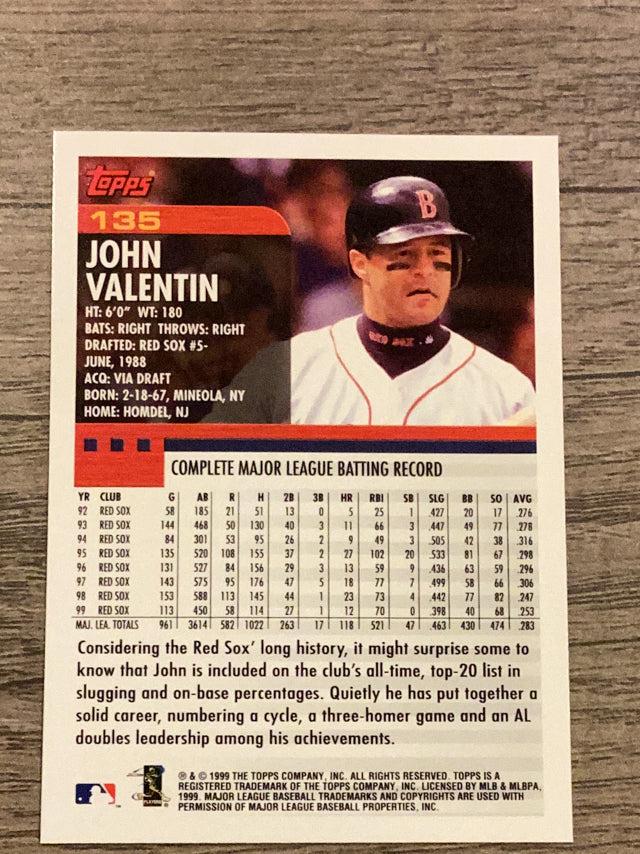 Topps
135
JOHN
VALENTIN
HT: 6'0" WT: 180
BATS: RIGHT THROWS: RIGHT
DRAFTED: RED SOX #5-
JUNE, 1988
ACQ: VIA DRAFT
BORN: 2-18-67, MINEOLA, NY
HOME: HOMDEL, NJ
B
RED SOX
COMPLETE MAJOR LEAGUE BATTING RECORD
YR CLUB G AB R H 2B 3B HR RBI SB SLG BB SO AVG
92 RED SOX 58 185 21 51 13 0 5 25 1 .427 20 17 .276
93 RED SOX 144 468 50 130 40 3 11 66 3 .447 49 77 .278
94 RED SOX 84 301 53 95 26 2 9 49 3 .505 42 38 .316
95 RED SOX 135 520 108 155 37 2 27 102 20 .533 81 67 .298
96 RED SOX 131 527 84 156 29 3 13 59 9 .436 63 59 .296
97 RED SOX 143 575 95 176 47 5 18 77 7 .499 58 66 .306
98 RED SOX 153 588 113 145 44 1 23 73 4 .442 77 82 .247
99 RED SOX 113 450 58 114 27 1 12 70 0 .398 40 68 .253
MAJ. LEA. TOTALS 961 3614 582 1022 263 17 118 521 47 .463 430 474 .283
Considering the Red Sox' long history, it might surprise some to
know that John is included on the club's all-time, top-20 list in
slugging and on-base percentages. Quietly he has put together a
solid career, numbering a cycle, a three-homer game and an AL
doubles leadership among his achievements.
℗ & © 1999 THE TOPPS COMPANY, INC. ALL RIGHTS RESERVED. TOPPS IS A
REGISTERED TRADEMARK OF THE TOPPS COMPANY, INC. LICENSED BY MLB & MLBPA,
1999. MAJOR LEAGUE BASEBALL TRADEMARKS AND COPYRIGHTS ARE USED WITH
PERMISSION OF MAJOR LEAGUE BASEBALL PROPERTIES, INC.